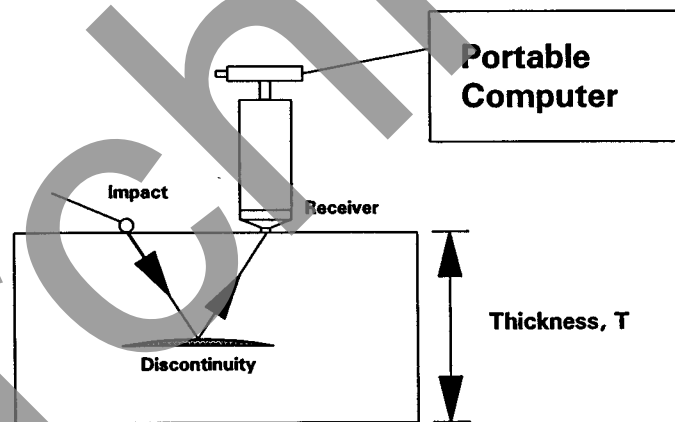 Portable
Computer
Impact
Receiver
Thickness, T
Discontinuity